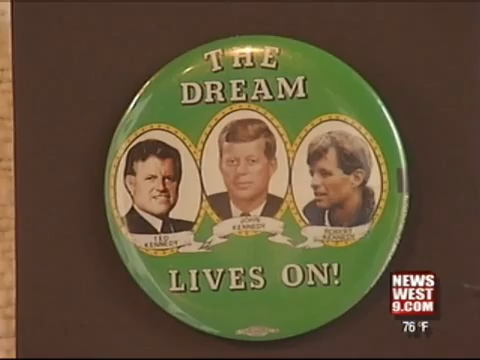 THE
DREAM
TED
KENNEDY
JOHN
KENNEDY
ROBERT
KENNEDY
LIVES ON!
NEWS
WEST
9.COM
76°F